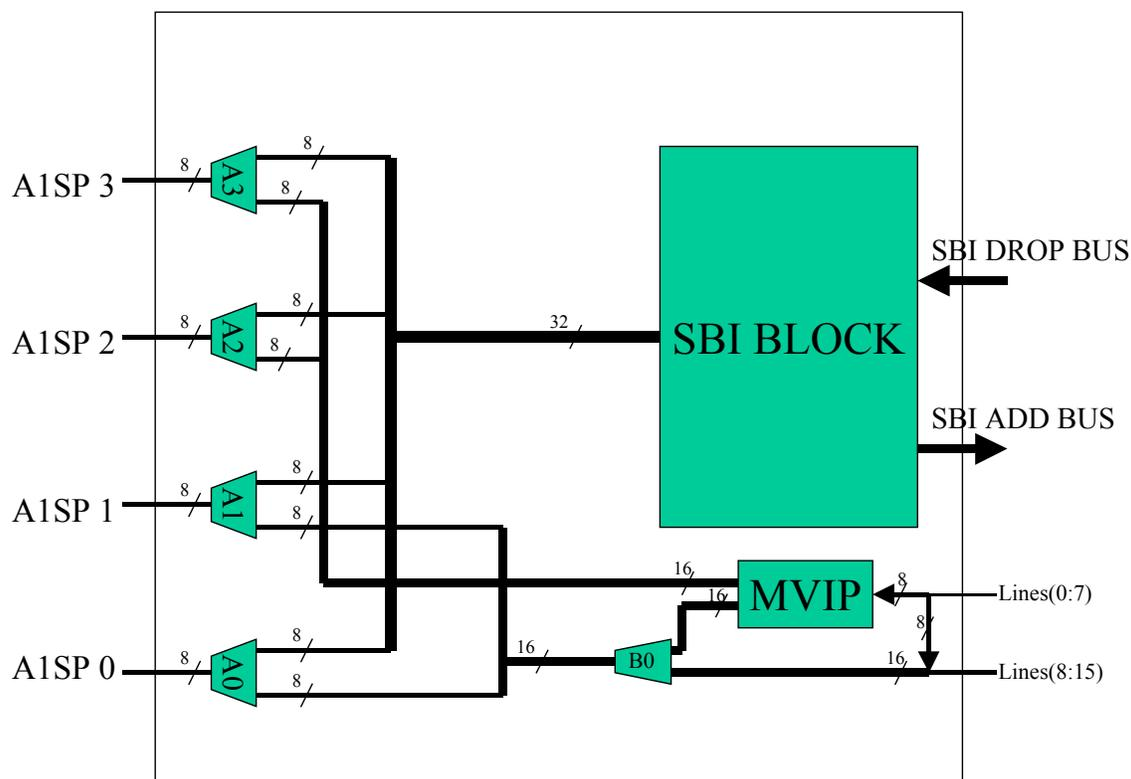 8
8
A3
A1SP 3
8
SBI DROP BUS
8
8
A2
A1SP 2
8
32
SBI BLOCK
SBI ADD BUS
8
8
A1
A1SP 1
8
16
MVIP
8
Lines(0:7)
16
8
8
8
A0
A1SP 0
8
16
B0
16
Lines(8:15)